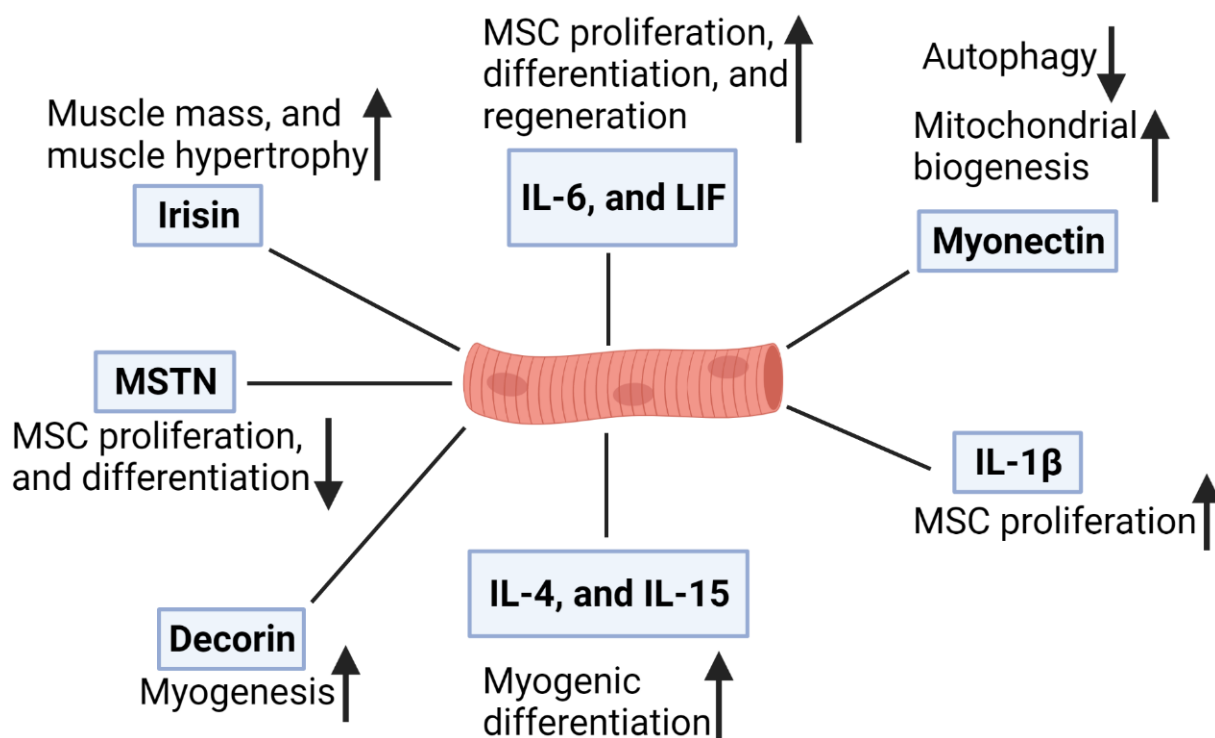 Muscle mass, and
muscle hypertrophy
Irisin
MSC proliferation,
differentiation, and
regeneration
IL-6, and LIF
Autophagy
Mitochondrial
biogenesis
Myonectin
MSTN
MSC proliferation,
and differentiation
IL-1β
MSC proliferation
Decorin
Myogenesis
IL-4, and IL-15
Myogenic
differentiation